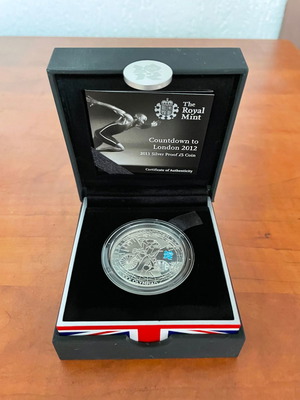 The
Royal
Mint
Countdown to
London 2012
2011 Silver Proof £5 Coin
Certificate of Authenticity